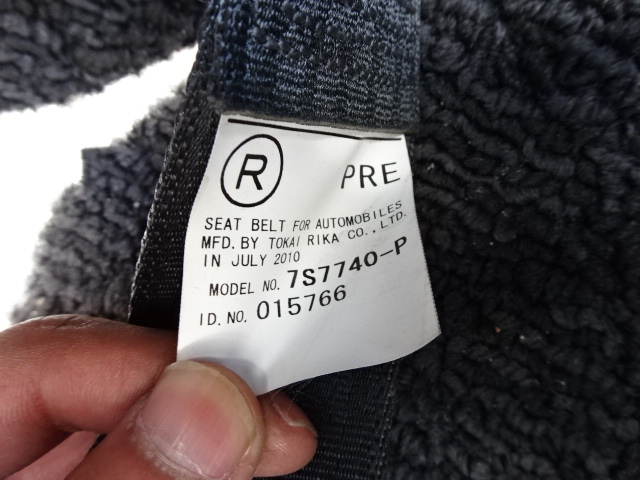 R PRE
SEAT BELT FOR AUTOMOBILES
MFD. BY TOKAI RIKA CO., LTD.
IN JULY 2010
MODEL NO. 7S7740-P
ID. NO. 015766